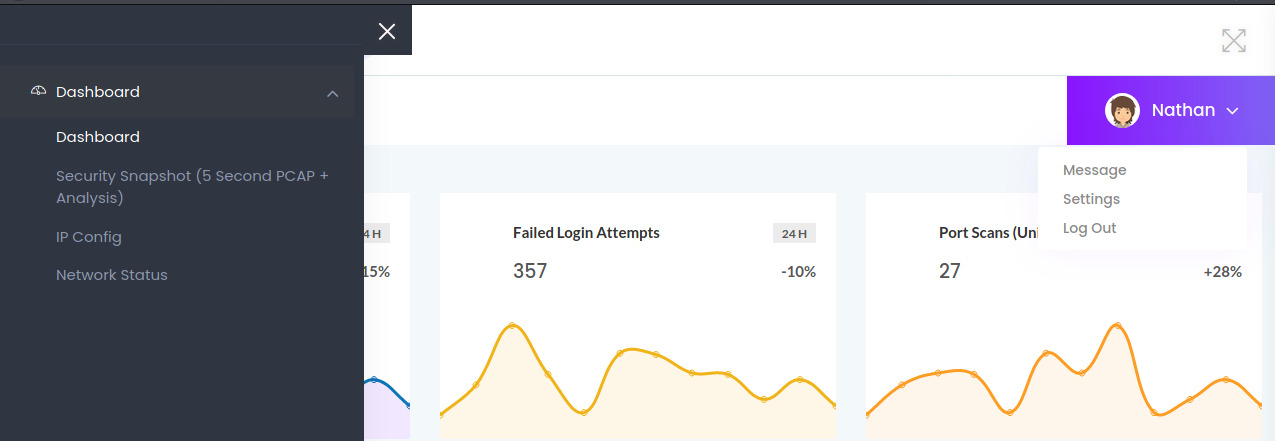 Dashboard
Dashboard
Security Snapshot (5 Second PCAP +
Analysis)
IP Config
Network Status
Nathan
Message
Settings
Log Out
4 H
15%
Failed Login Attempts
24 H
357
-10%
Port Scans (Uni
27
+28%